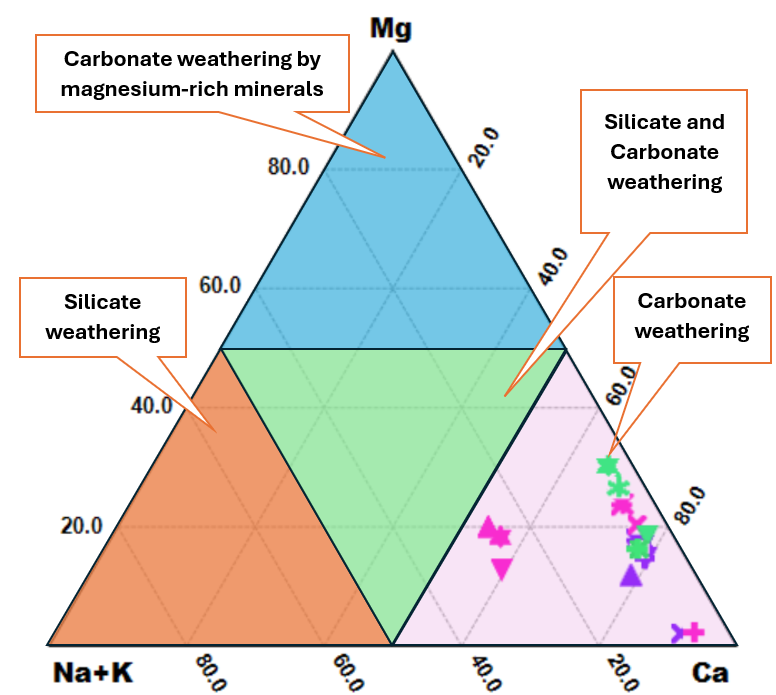 Mg
Carbonate weathering by
magnesium-rich minerals
Silicate and
Carbonate
weathering
20.0
80.0
40.0
60.0
Silicate
weathering
Carbonate
weathering
60.0
40.0
80.0
20.0
Na+K
80.0
60.0
40.0
20.0
Ca